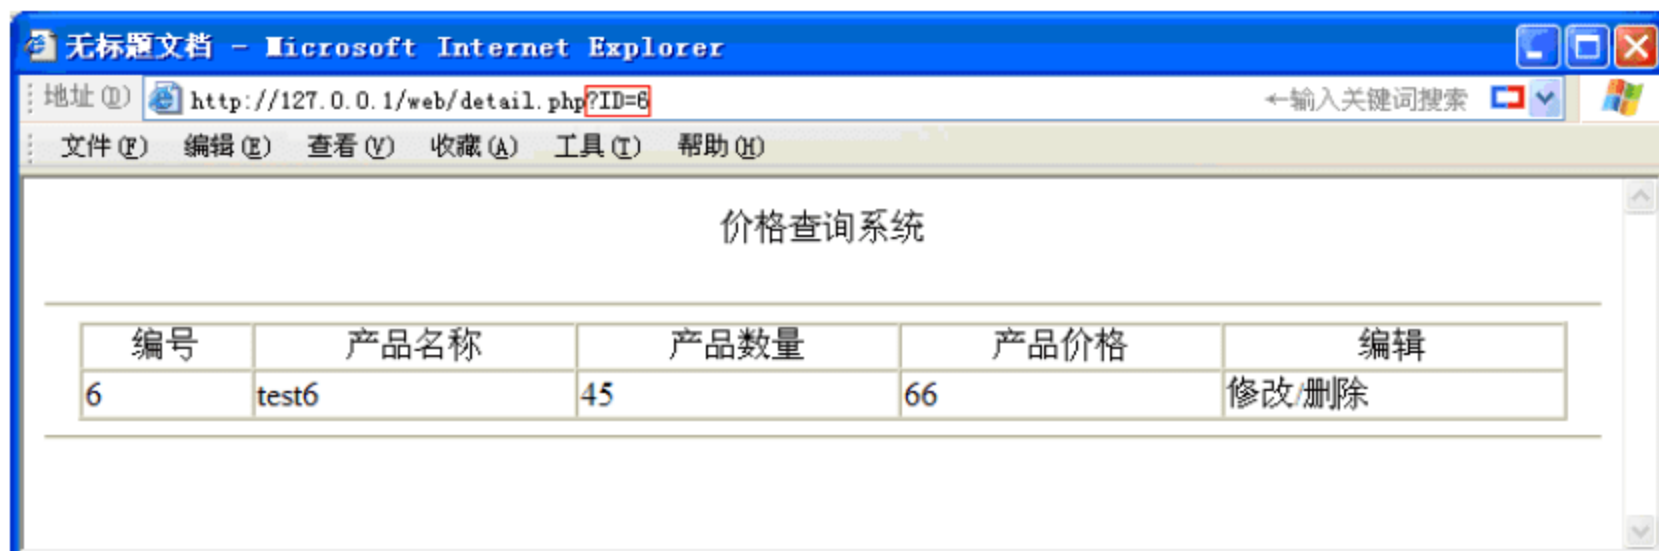 无标题文档 - Microsoft Internet Explorer
地址(D) http://127.0.0.1/web/detail.php?ID=6 ←输入关键词搜索
文件(F) 编辑(E) 查看(V) 收藏(A) 工具(T) 帮助(H)
价格查询系统
编号 产品名称 产品数量 产品价格 编辑
6 test6 45 66 修改/删除